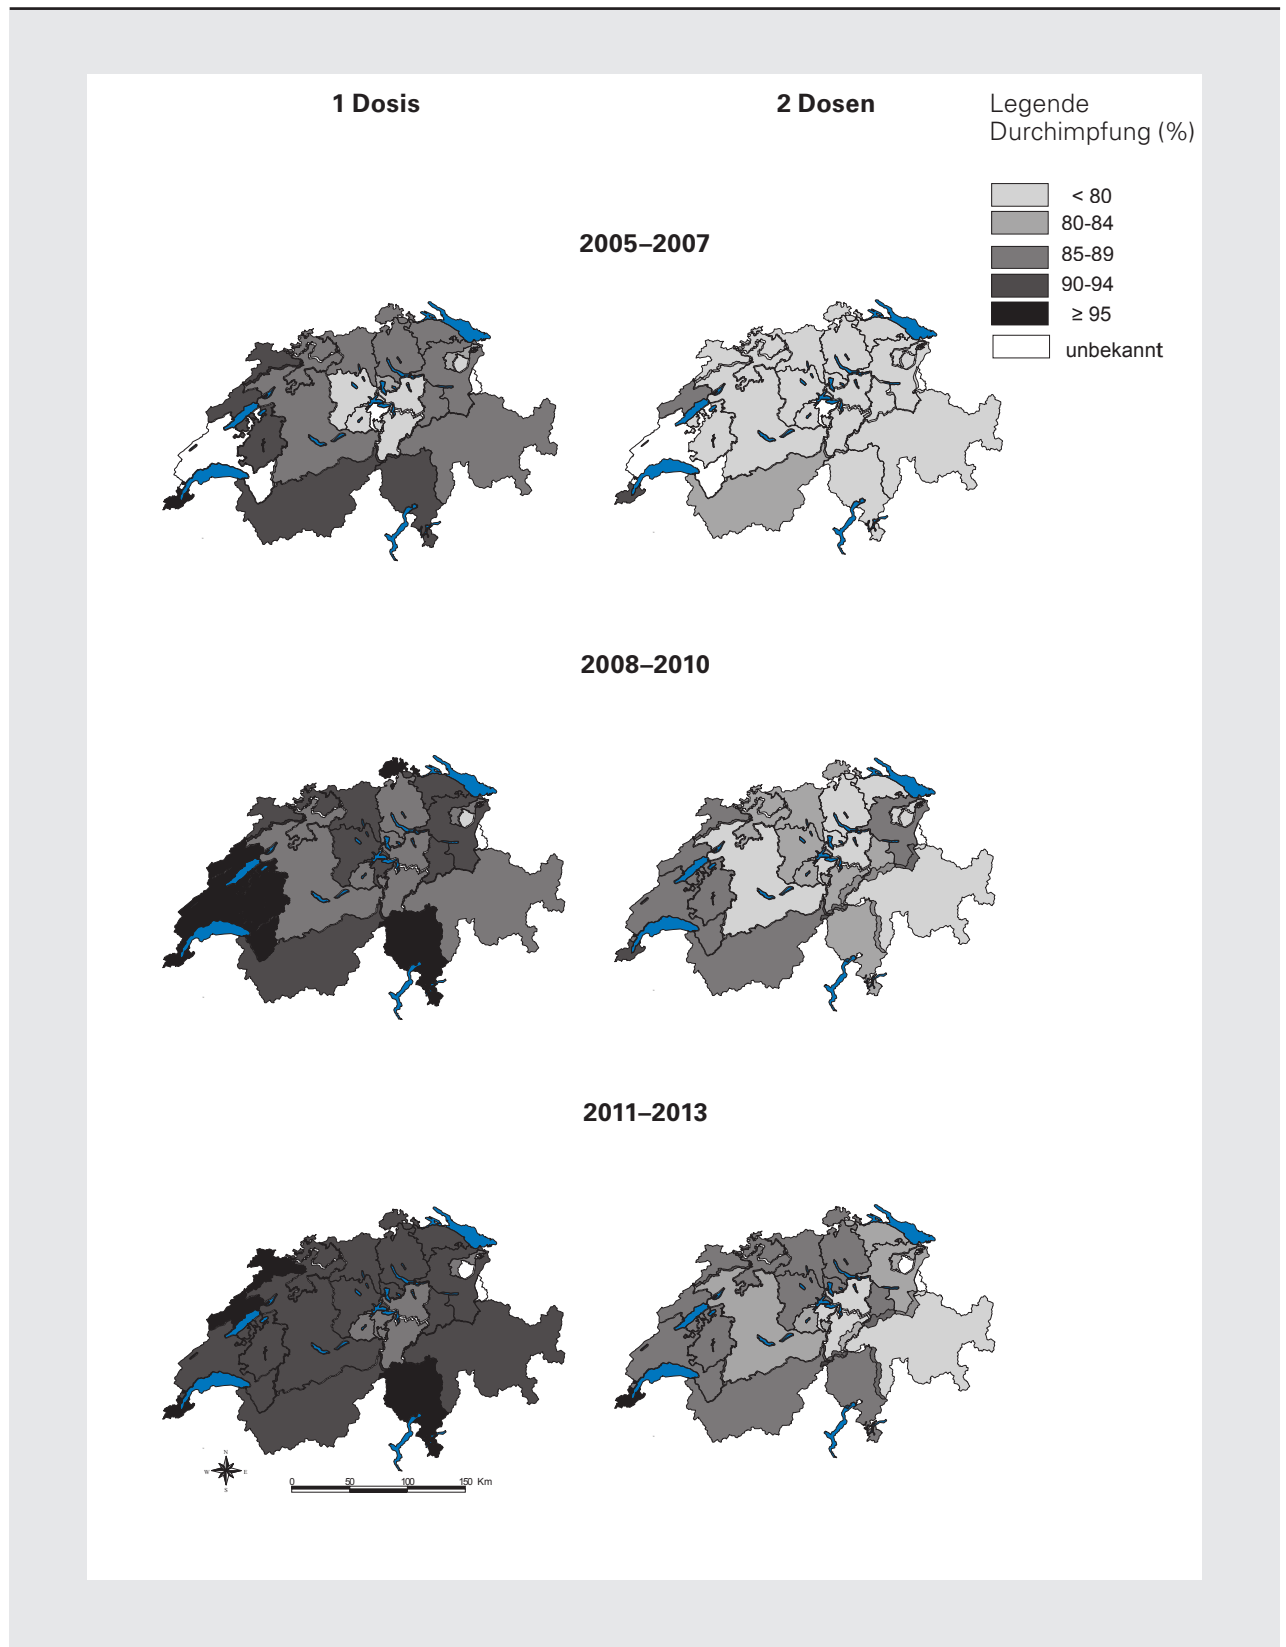 1 Dosis
2 Dosen
Legende
Durchimpfung (%)
< 80
80-84
85-89
90-94
≥ 95
unbekannt
2005–2007
2008–2010
2011–2013
N
W E
S
0 50 100 150 Km